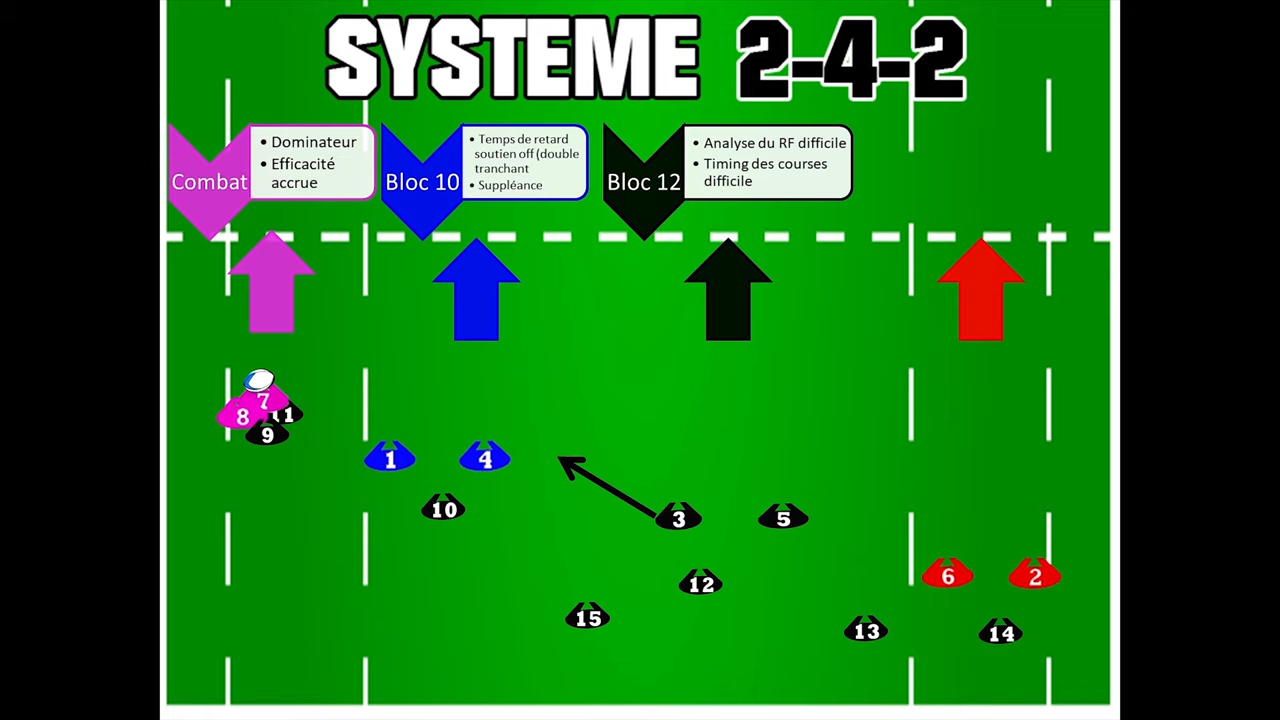 SYSTEME 2-4-2
Combat
• Dominateur
• Efficacité
accrue
Bloc 10
• Temps de retard
soutien off (double
tranchant
• Suppléance
Bloc 12
• Analyse du RF difficile
• Timing des courses
difficile
7
8
11
9
1
4
10
3
5
12
6
2
15
13
14